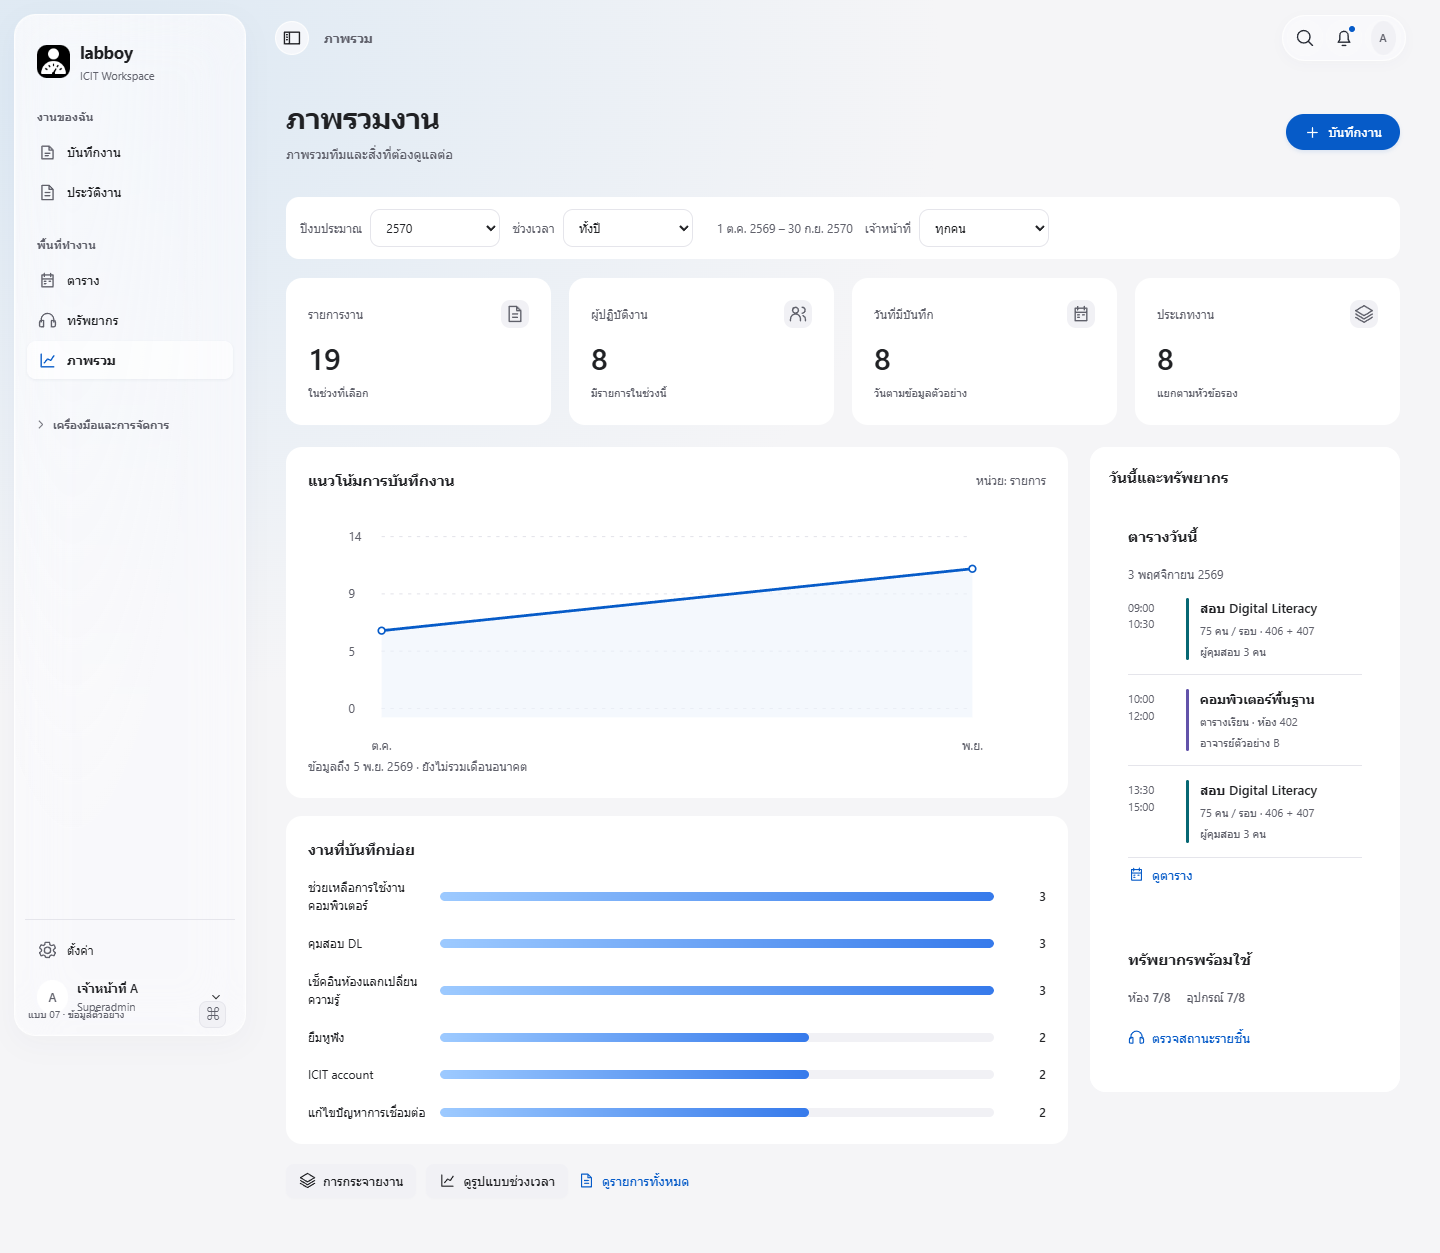 labboy
ICIT Workspace
งานของฉัน
บันทึกงาน
ประวัติงาน
พื้นที่ทำงาน
ตาราง
ทรัพยากร
ภาพรวม
เครื่องมือและการจัดการ
ตั้งค่า
A
เจ้าหน้าที่ A
Superadmin
แบบ 07 · ข้อมูลตัวอย่าง
⌘
ภาพรวม
A
ภาพรวมงาน
ภาพรวมทีมและสิ่งที่ต้องดูแลต่อ
บันทึกงาน
ปีงบประมาณ 2570 ช่วงเวลา ทั้งปี 1 ต.ค. 2569 – 30 ก.ย. 2570 เจ้าหน้าที่ ทุกคน
รายการงาน
19
ในช่วงที่เลือก
ผู้ปฏิบัติงาน
8
มีรายการในช่วงนี้
วันที่มีบันทึก
8
วันตามข้อมูลตัวอย่าง
ประเภทงาน
8
แยกตามหัวข้อรอง
แนวโน้มการบันทึกงาน
หน่วย: รายการ
14
9
5
0
ต.ค. พ.ย.
ข้อมูลถึง 5 พ.ย. 2569 · ยังไม่รวมเดือนอนาคต
งานที่บันทึกบ่อย
ช่วยเหลือการใช้งาน
คอมพิวเตอร์
3
คุมสอบ DL 3
เช็คอินห้องแลกเปลี่ยน
ความรู้
3
ยืมหูฟัง 2
ICIT account 2
แก้ไขปัญหาการเชื่อมต่อ 2
การกระจายงาน
ดูรูปแบบช่วงเวลา
ดูรายการทั้งหมด
วันนี้และทรัพยากร
ตารางวันนี้
3 พฤศจิกายน 2569
09:00
10:30
สอบ Digital Literacy
75 คน / รอบ · 406 + 407
ผู้คุมสอบ 3 คน
10:00
12:00
คอมพิวเตอร์พื้นฐาน
ตารางเรียน · ห้อง 402
อาจารย์ตัวอย่าง B
13:30
15:00
สอบ Digital Literacy
75 คน / รอบ · 406 + 407
ผู้คุมสอบ 3 คน
ดูตาราง
ทรัพยากรพร้อมใช้
ห้อง 7/8 อุปกรณ์ 7/8
ตรวจสถานะรายชิ้น